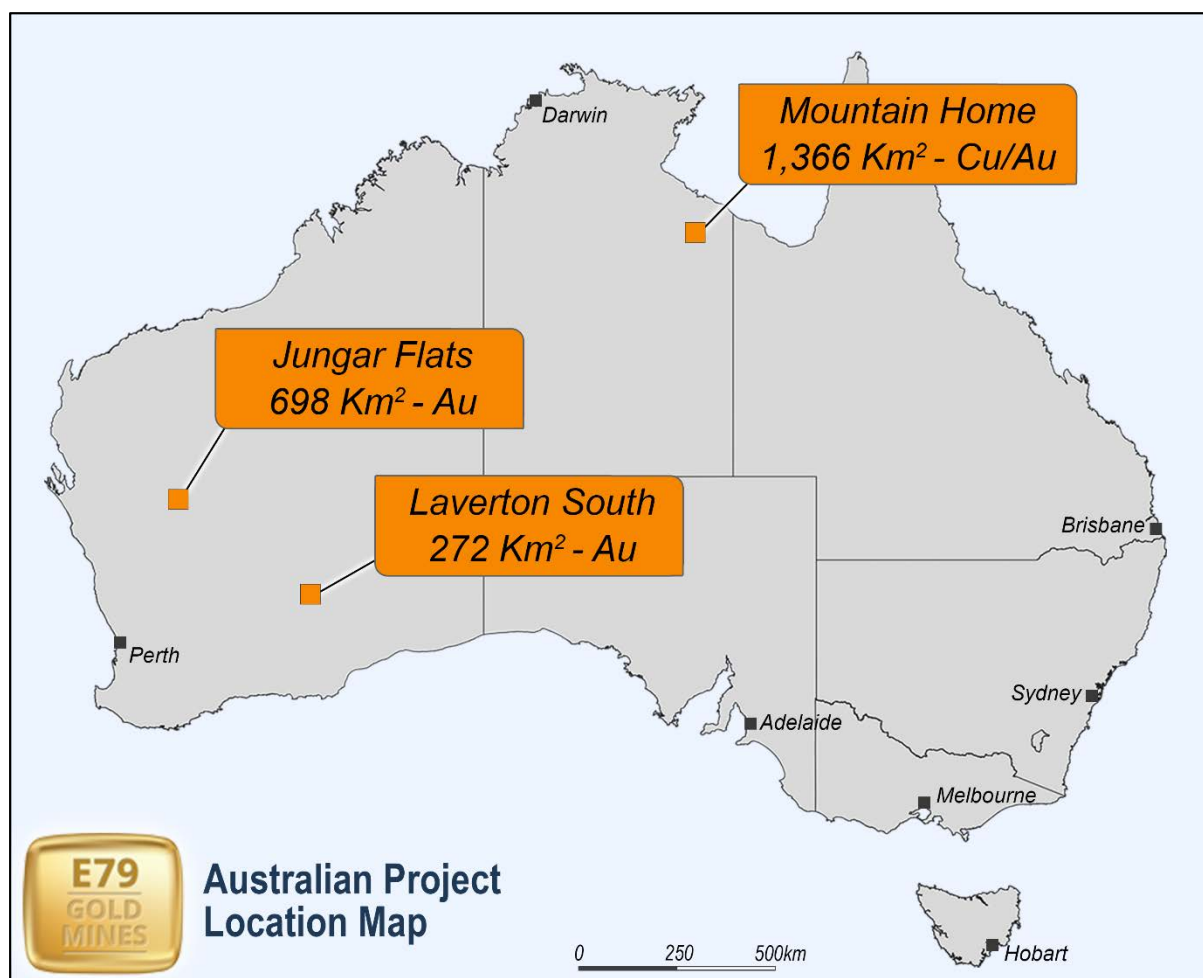 Darwin
Mountain Home
1,366 Km² - Cu/Au
Jungar Flats
698 Km² - Au
Laverton South
272 Km² - Au
Brisbane
Perth
Sydney
Adelaide
Melbourne
E79
GOLD
MINES
Australian Project
Location Map
0 250 500km
Hobart